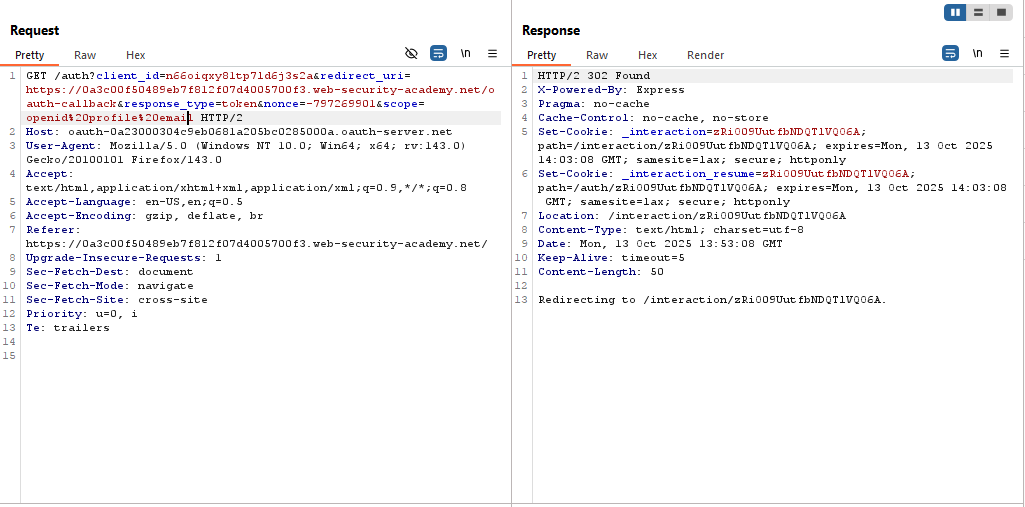 Request
Pretty Raw Hex \n
1 GET /auth?client_id=n66oiqxy8ltp7ld6j3s2a&redirect_uri=
https://0a3c00f50489eb7f812f07d4005700f3.web-security-academy.net/o
auth-callback&response_type=token&nonce=-797269901&scope=
openid%20profile%20email HTTP/2
2 Host: oauth-0a23000304c9eb0681a205bc0285000a.oauth-server.net
3 User-Agent: Mozilla/5.0 (Windows NT 10.0; Win64; x64; rv:143.0)
Gecko/20100101 Firefox/143.0
4 Accept:
text/html,application/xhtml+xml,application/xml;q=0.9,*/*;q=0.8
5 Accept-Language: en-US,en;q=0.5
6 Accept-Encoding: gzip, deflate, br
7 Referer:
https://0a3c00f50489eb7f812f07d4005700f3.web-security-academy.net/
8 Upgrade-Insecure-Requests: 1
9 Sec-Fetch-Dest: document
10 Sec-Fetch-Mode: navigate
11 Sec-Fetch-Site: cross-site
12 Priority: u=0, i
13 Te: trailers
14
15
Response
Pretty Raw Hex Render \n
1 HTTP/2 302 Found
2 X-Powered-By: Express
3 Pragma: no-cache
4 Cache-Control: no-cache, no-store
5 Set-Cookie: _interaction=zRi009UutfbNDQTlVQ06A;
path=/interaction/zRi009UutfbNDQTlVQ06A; expires=Mon, 13 Oct 2025
14:03:08 GMT; samesite=lax; secure; httponly
6 Set-Cookie: _interaction_resume=zRi009UutfbNDQTlVQ06A;
path=/auth/zRi009UutfbNDQTlVQ06A; expires=Mon, 13 Oct 2025 14:03:08
GMT; samesite=lax; secure; httponly
7 Location: /interaction/zRi009UutfbNDQTlVQ06A
8 Content-Type: text/html; charset=utf-8
9 Date: Mon, 13 Oct 2025 13:53:08 GMT
10 Keep-Alive: timeout=5
11 Content-Length: 50
12
13 Redirecting to /interaction/zRi009UutfbNDQTlVQ06A.